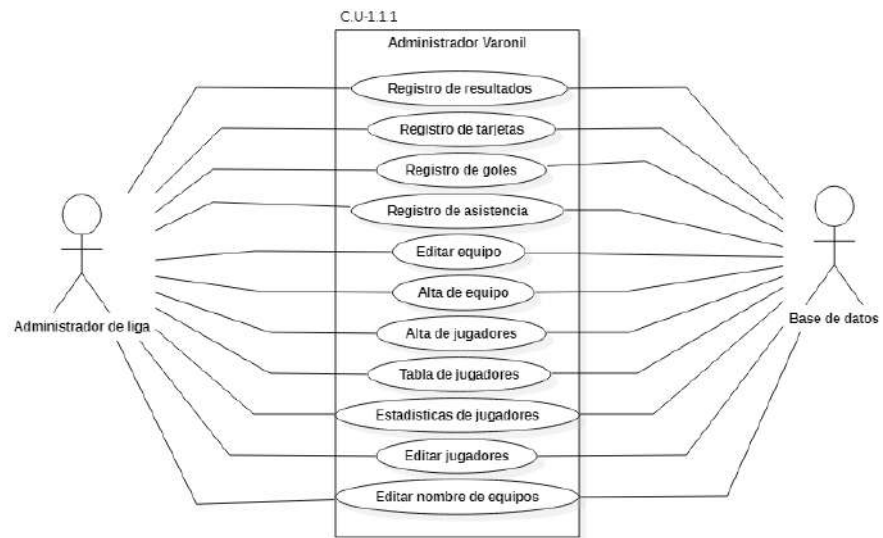 C.U-1.1.1
Administrador Varonil
Registro de resultados
Registro de tarjetas
Registro de goles
Registro de asistencia
Editar equipo
Alta de equipo
Administrador de liga
Base de datos
Alta de jugadores
Tabla de jugadores
Estadísticas de jugadores
Editar jugadores
Editar nombre de equipos